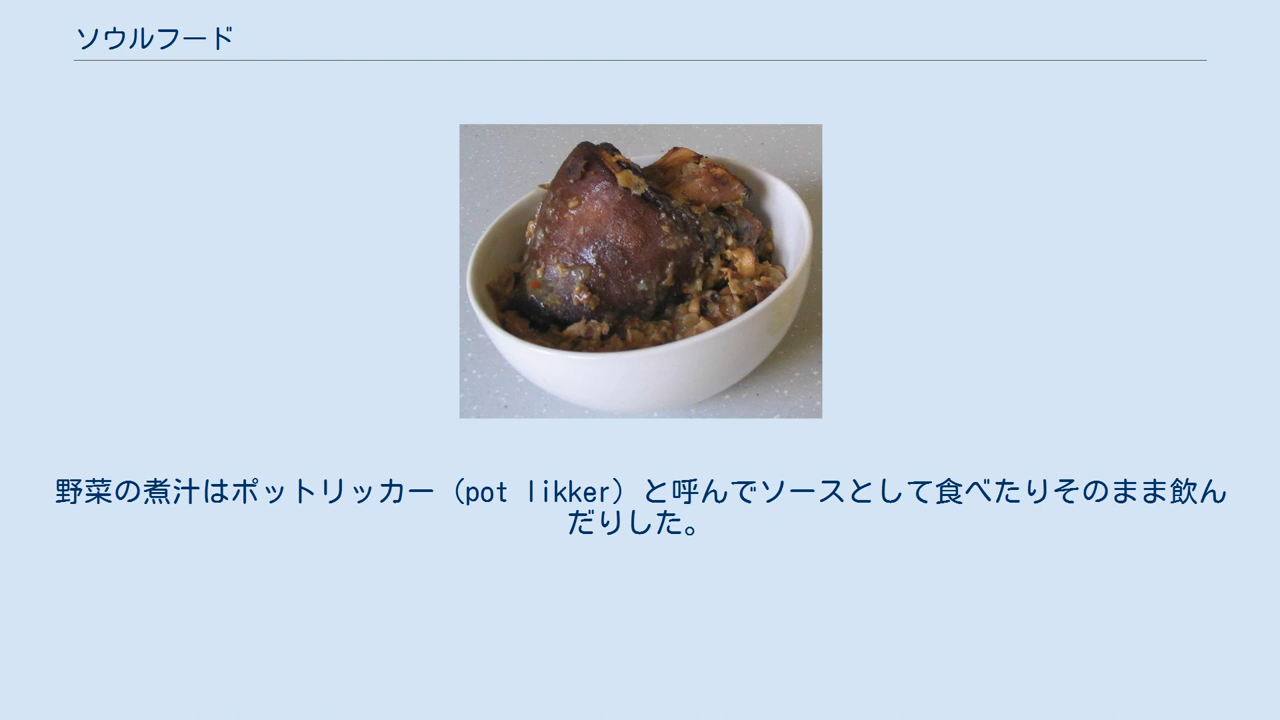 ソウルフード
野菜の煮汁はポットリッカー（pot likker）と呼んでソースとして食べたりそのまま飲ん
だりした。